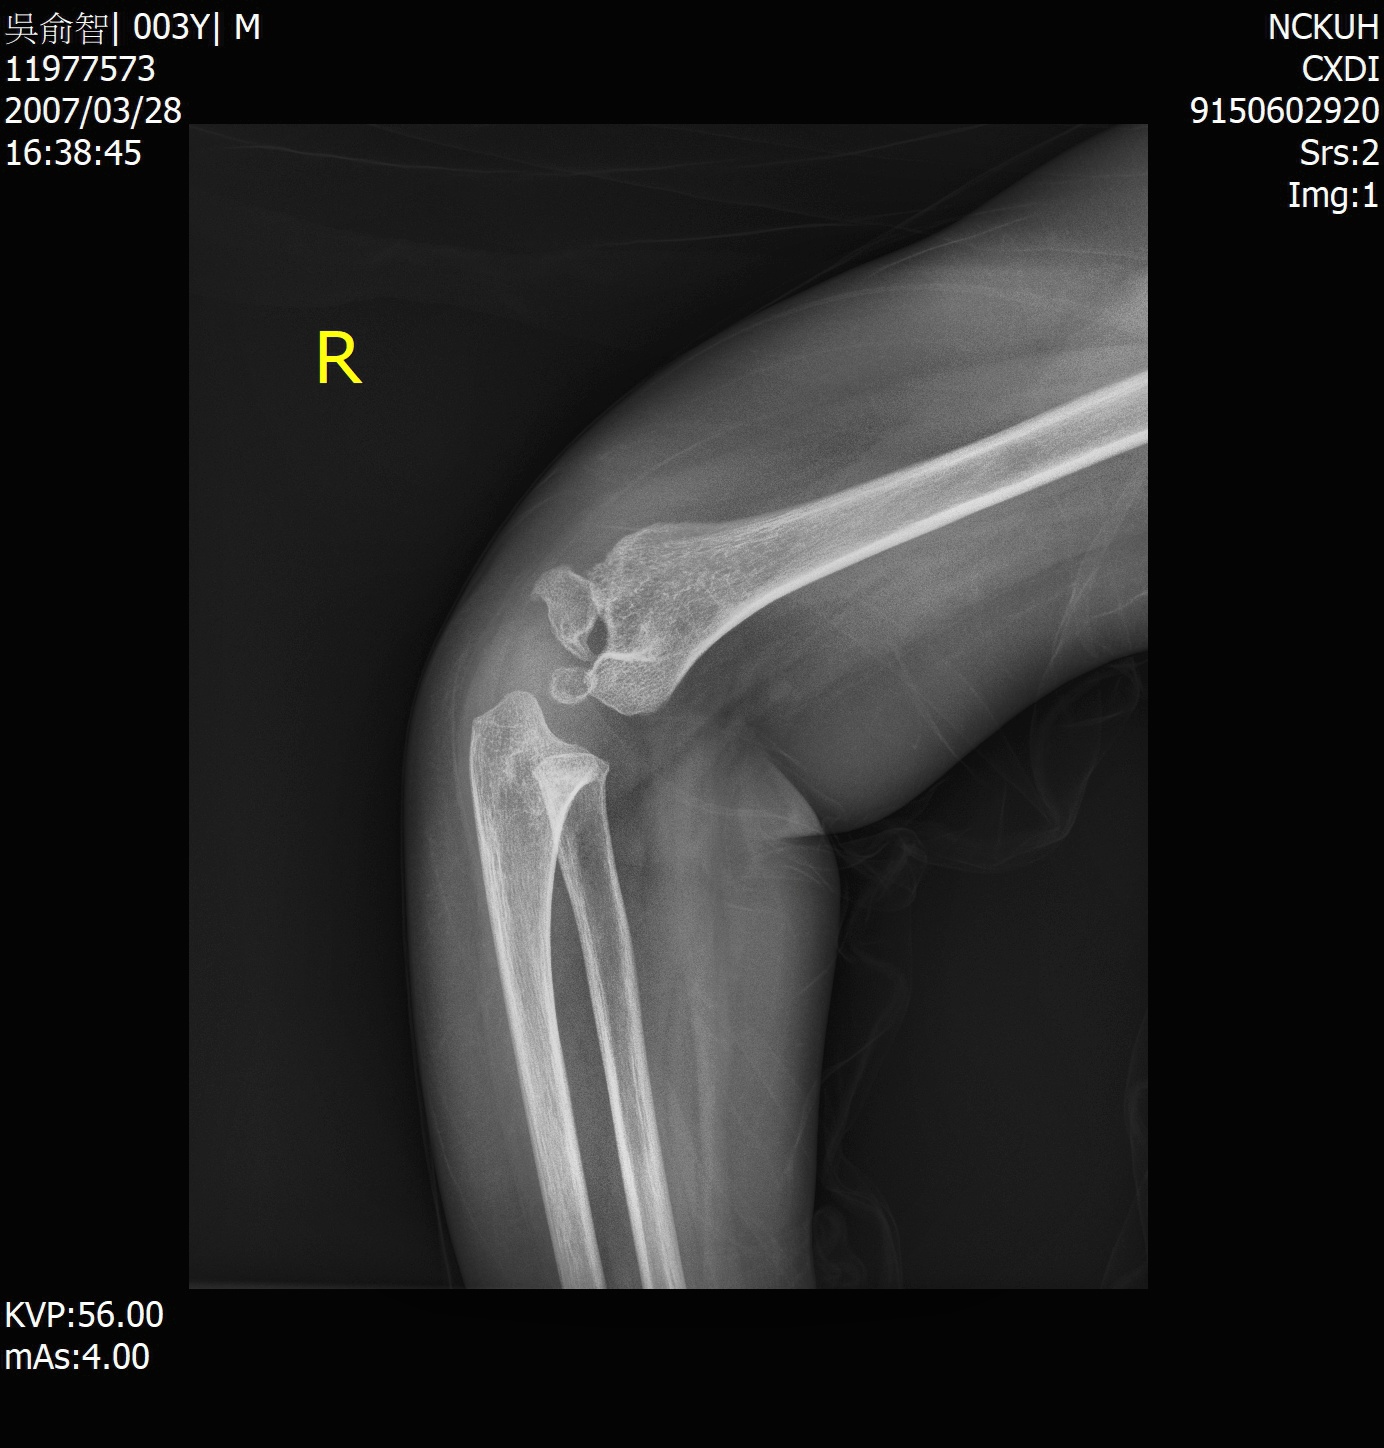 吳俞智| 003Y| M
11977573
2007/03/28
16:38:45
NCKUH
CXDI
9150602920
Srs:2
Img:1
R
KVP:56.00
mAs:4.00